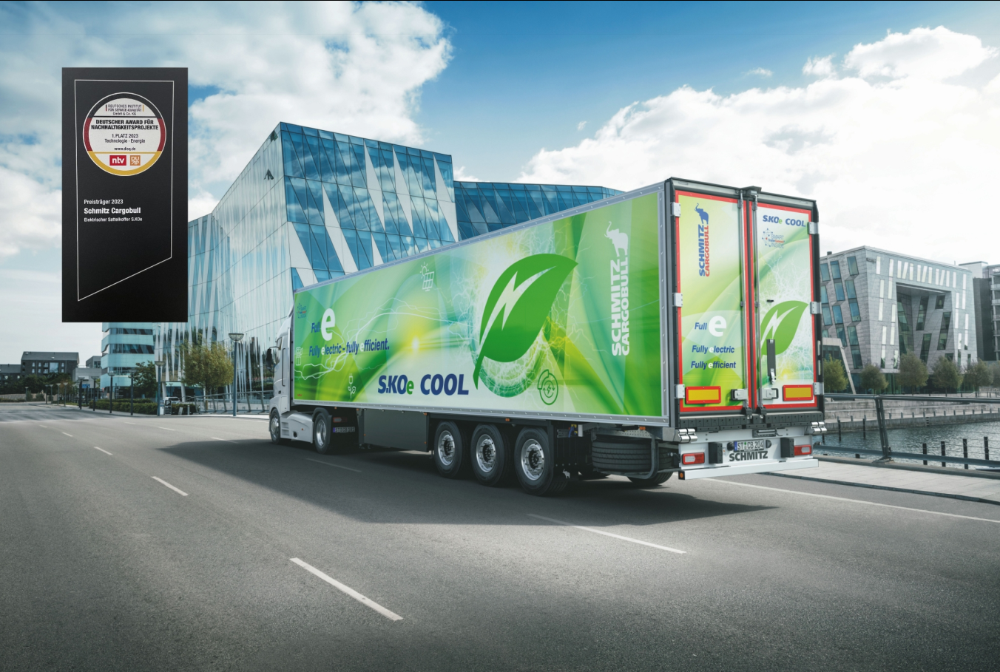 DEUTSCHES INSTITUT
FÜR SERVICE-QUALITÄT
GmbH & Co. KG
DEUTSCHER AWARD FÜR
NACHHALTIGKEITSPROJEKTE
1. PLATZ 2023
Technologie - Energie
www.disq.de
ntv
Preisträger 2023
Schmitz Cargobull
Elektrischer Sattelkoffer S.KOe
Full e
Fully electric – fully efficient.
S.KOe COOL
SCHMITZ
CARGOBULL
SCHMITZ
CARGOBULL
S.KOe COOL
SMART
Full e
Fully electric
Fully efficient
ST CB 204
SCHMITZ